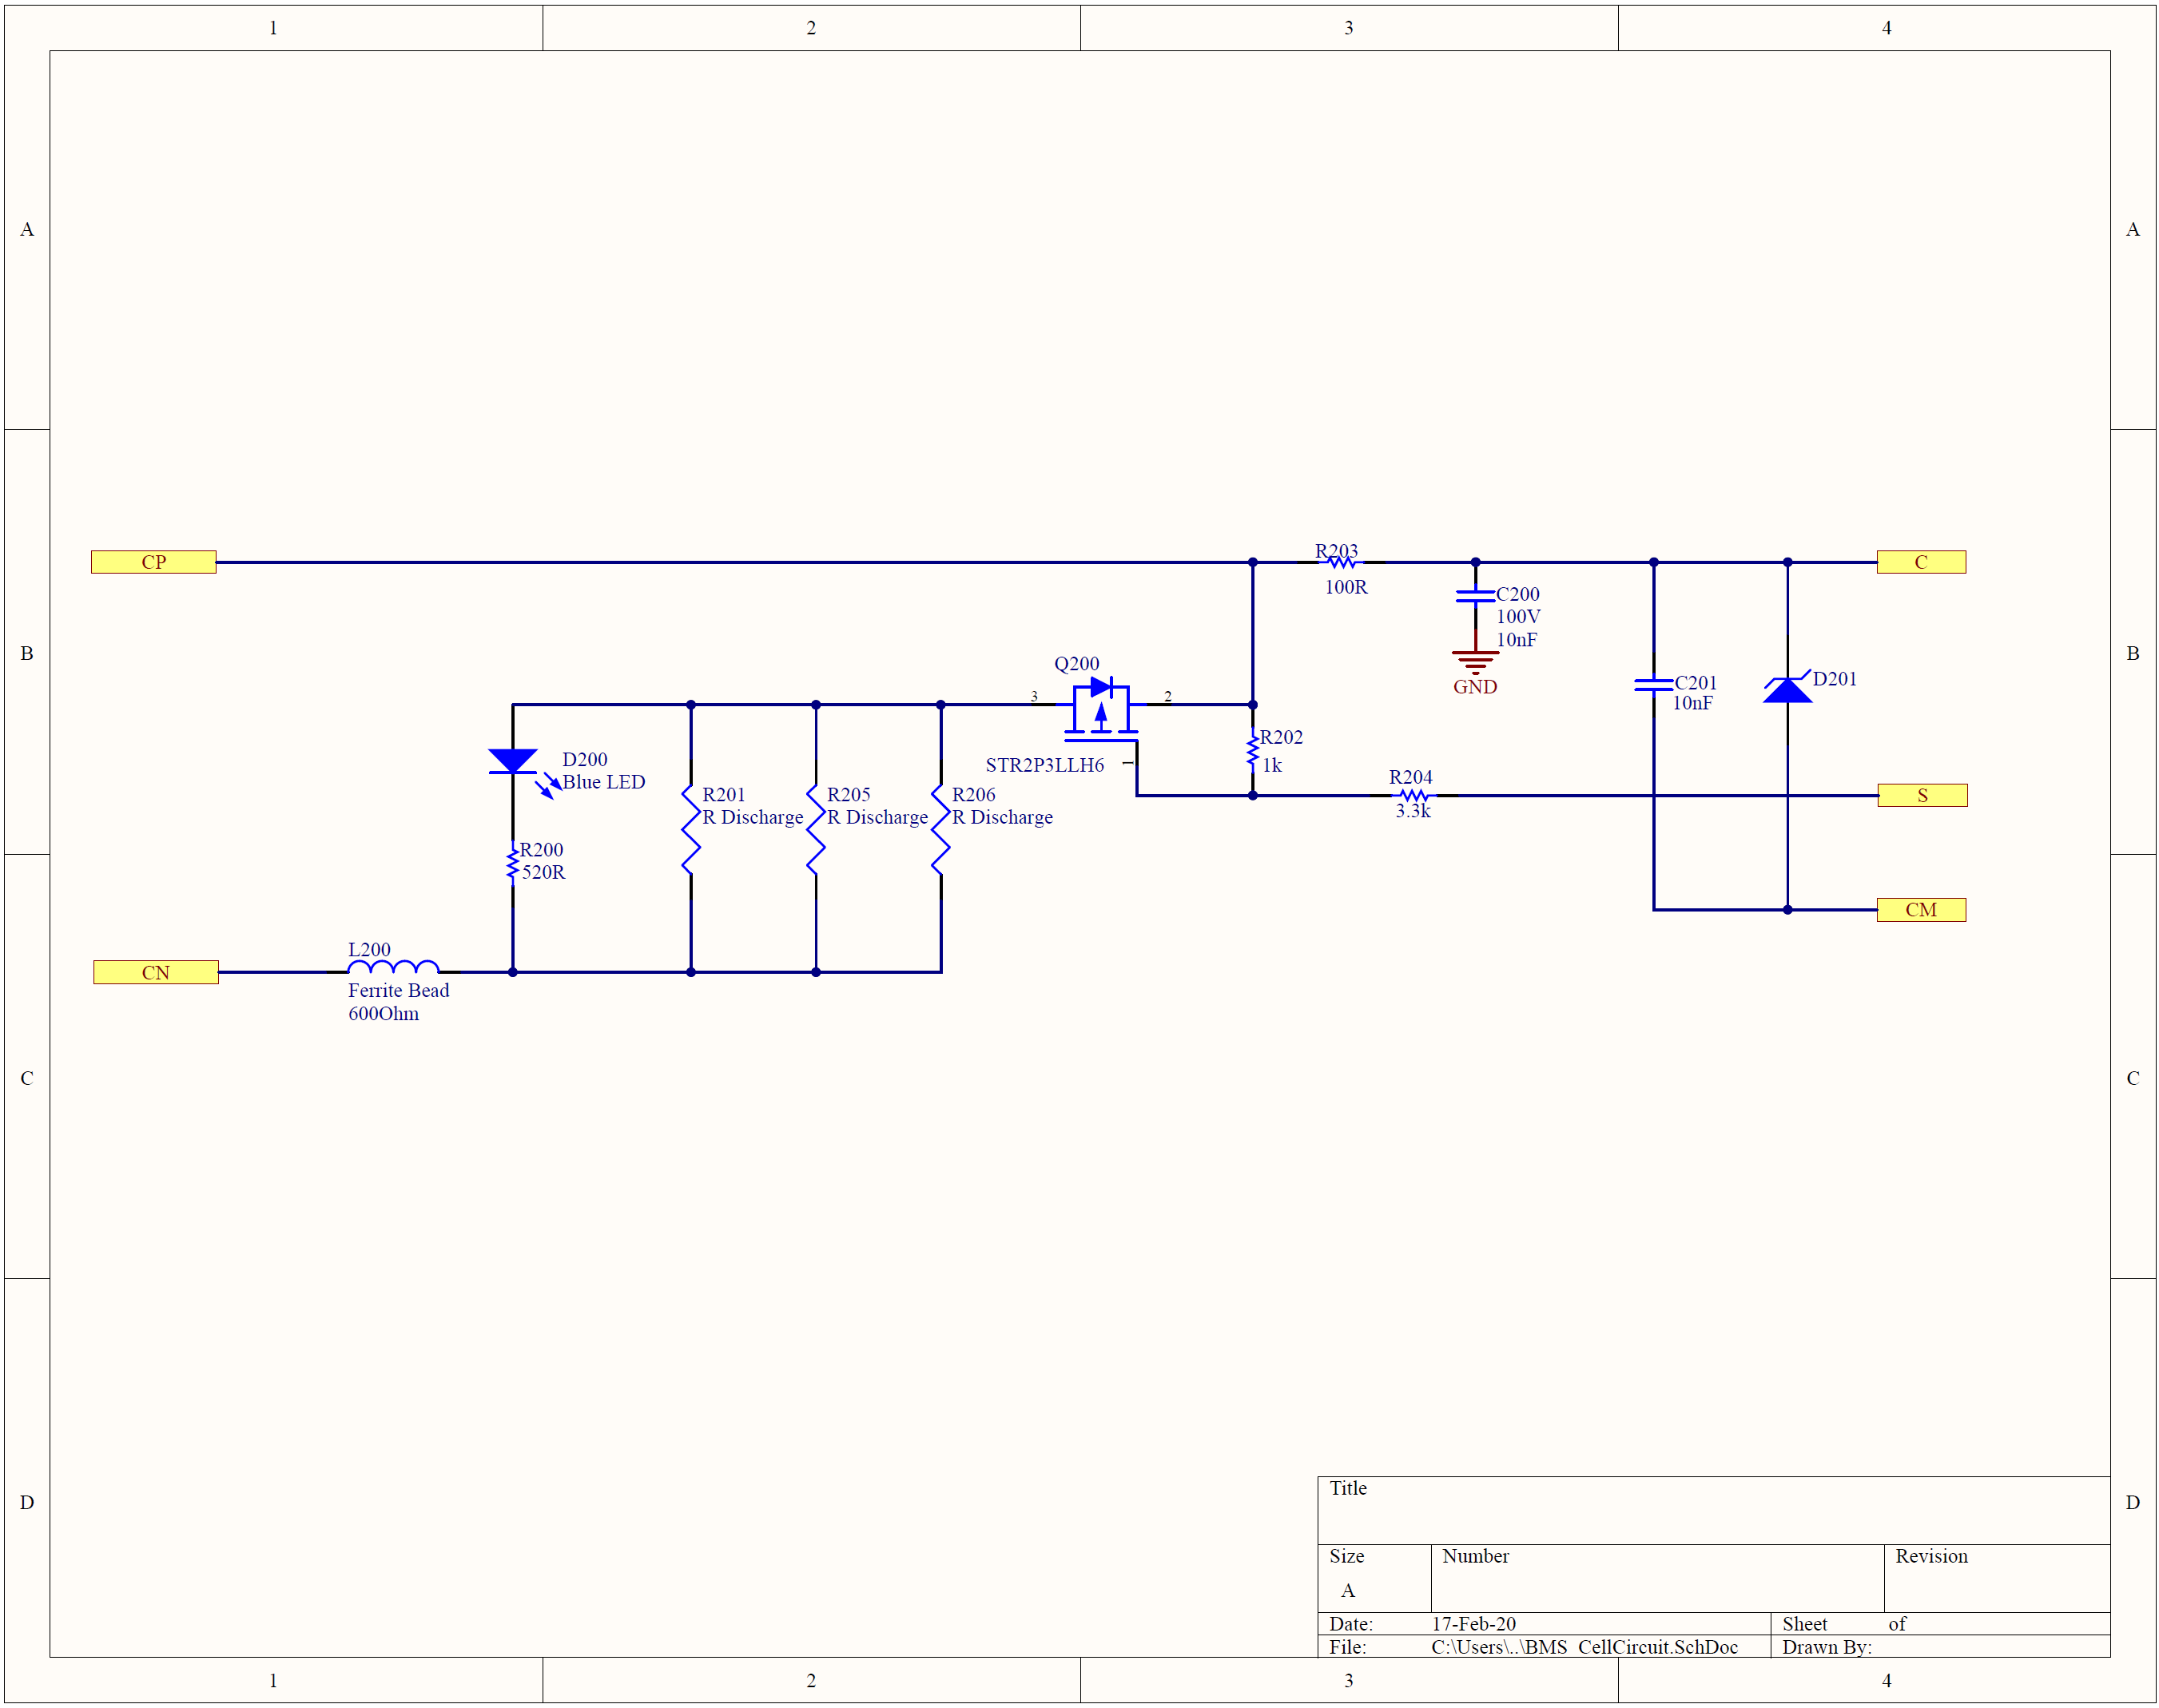 1
2
3
4
A
A
CP
R203
100R
C
C200
100V
10nF
GND
B
B
Q200
3
2
C201
10nF
D201
STR2P3LLH6
1
R202
1k
D200
Blue LED
R204
3.3k
S
R201
R Discharge
R205
R Discharge
R206
R Discharge
R200
520R
CM
CN
L200
Ferrite Bead
600Ohm
C
C
D
D
Title
Size
A
Number
Revision
Date: 17-Feb-20
Sheet of
File: C:\Users\..\BMS_CellCircuit.SchDoc
Drawn By:
1
2
3
4